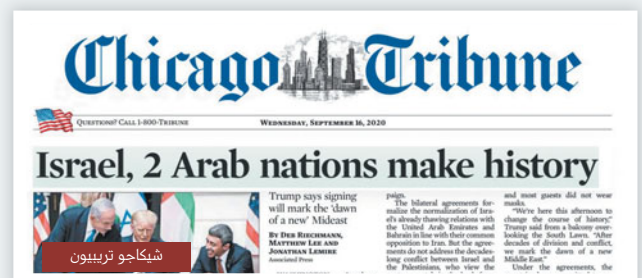 Chicago Tribune
QUESTIONS? CALL 1-800-TRIBUNE
WEDNESDAY, SEPTEMBER 16, 2020
Israel, 2 Arab nations make history
Trump says signing
will mark the ‘dawn
of a new’ Mideast
BY DEB RIECHMANN,
MATTHEW LEE AND
JONATHAN LEMIRE
Associated Press
paign.
The bilateral agreements for-
malize the normalization of Isra-
el's already thawing relations with
the United Arab Emirates and
Bahrain in line with their common
opposition to Iran. But the agree-
ments do not address the decades-
long conflict between Israel and
the Palestinians, who view the
and most guests did not wear
masks.
“We're here this afternoon to
change the course of history,”
Trump said from a balcony over-
looking the South Lawn. “After
decades of division and conflict,
we mark the dawn of a new
Middle East.”
Under the agreements, the
شيكاجو تريبيون